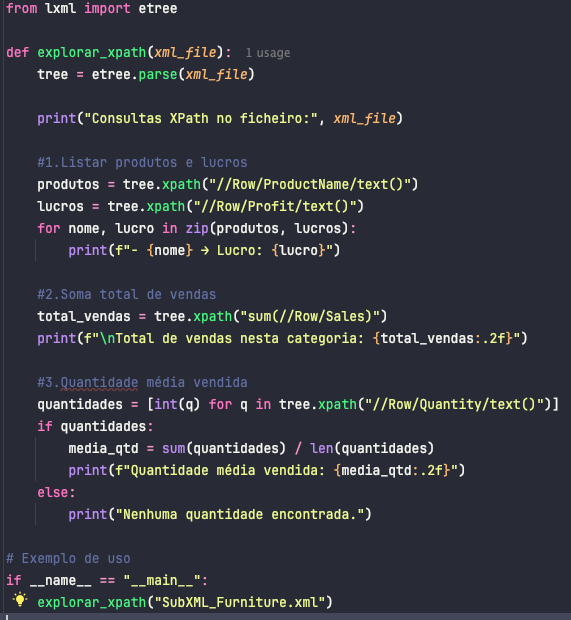 from lxml import etree
def explorar_xpath(xml_file): 1 usage
tree = etree.parse(xml_file)
print("Consultas XPath no ficheiro:", xml_file)
#1.Listar produtos e lucros
produtos = tree.xpath("//Row/ProductName/text()")
lucros = tree.xpath("//Row/Profit/text()")
for nome, lucro in zip(produtos, lucros):
print(f"- {nome} → Lucro: {lucro}")
#2.Soma total de vendas
total_vendas = tree.xpath("sum(//Row/Sales)")
print(f"\nTotal de vendas nesta categoria: {total_vendas:.2f}")
#3.Quantidade média vendida
quantidades = [int(q) for q in tree.xpath("//Row/Quantity/text()")]
if quantidades:
media_qtd = sum(quantidades) / len(quantidades)
print(f"Quantidade média vendida: {media_qtd:.2f}")
else:
print("Nenhuma quantidade encontrada.")
# Exemplo de uso
if __name__ == "__main__":
explorar_xpath("SubXML_Furniture.xml")